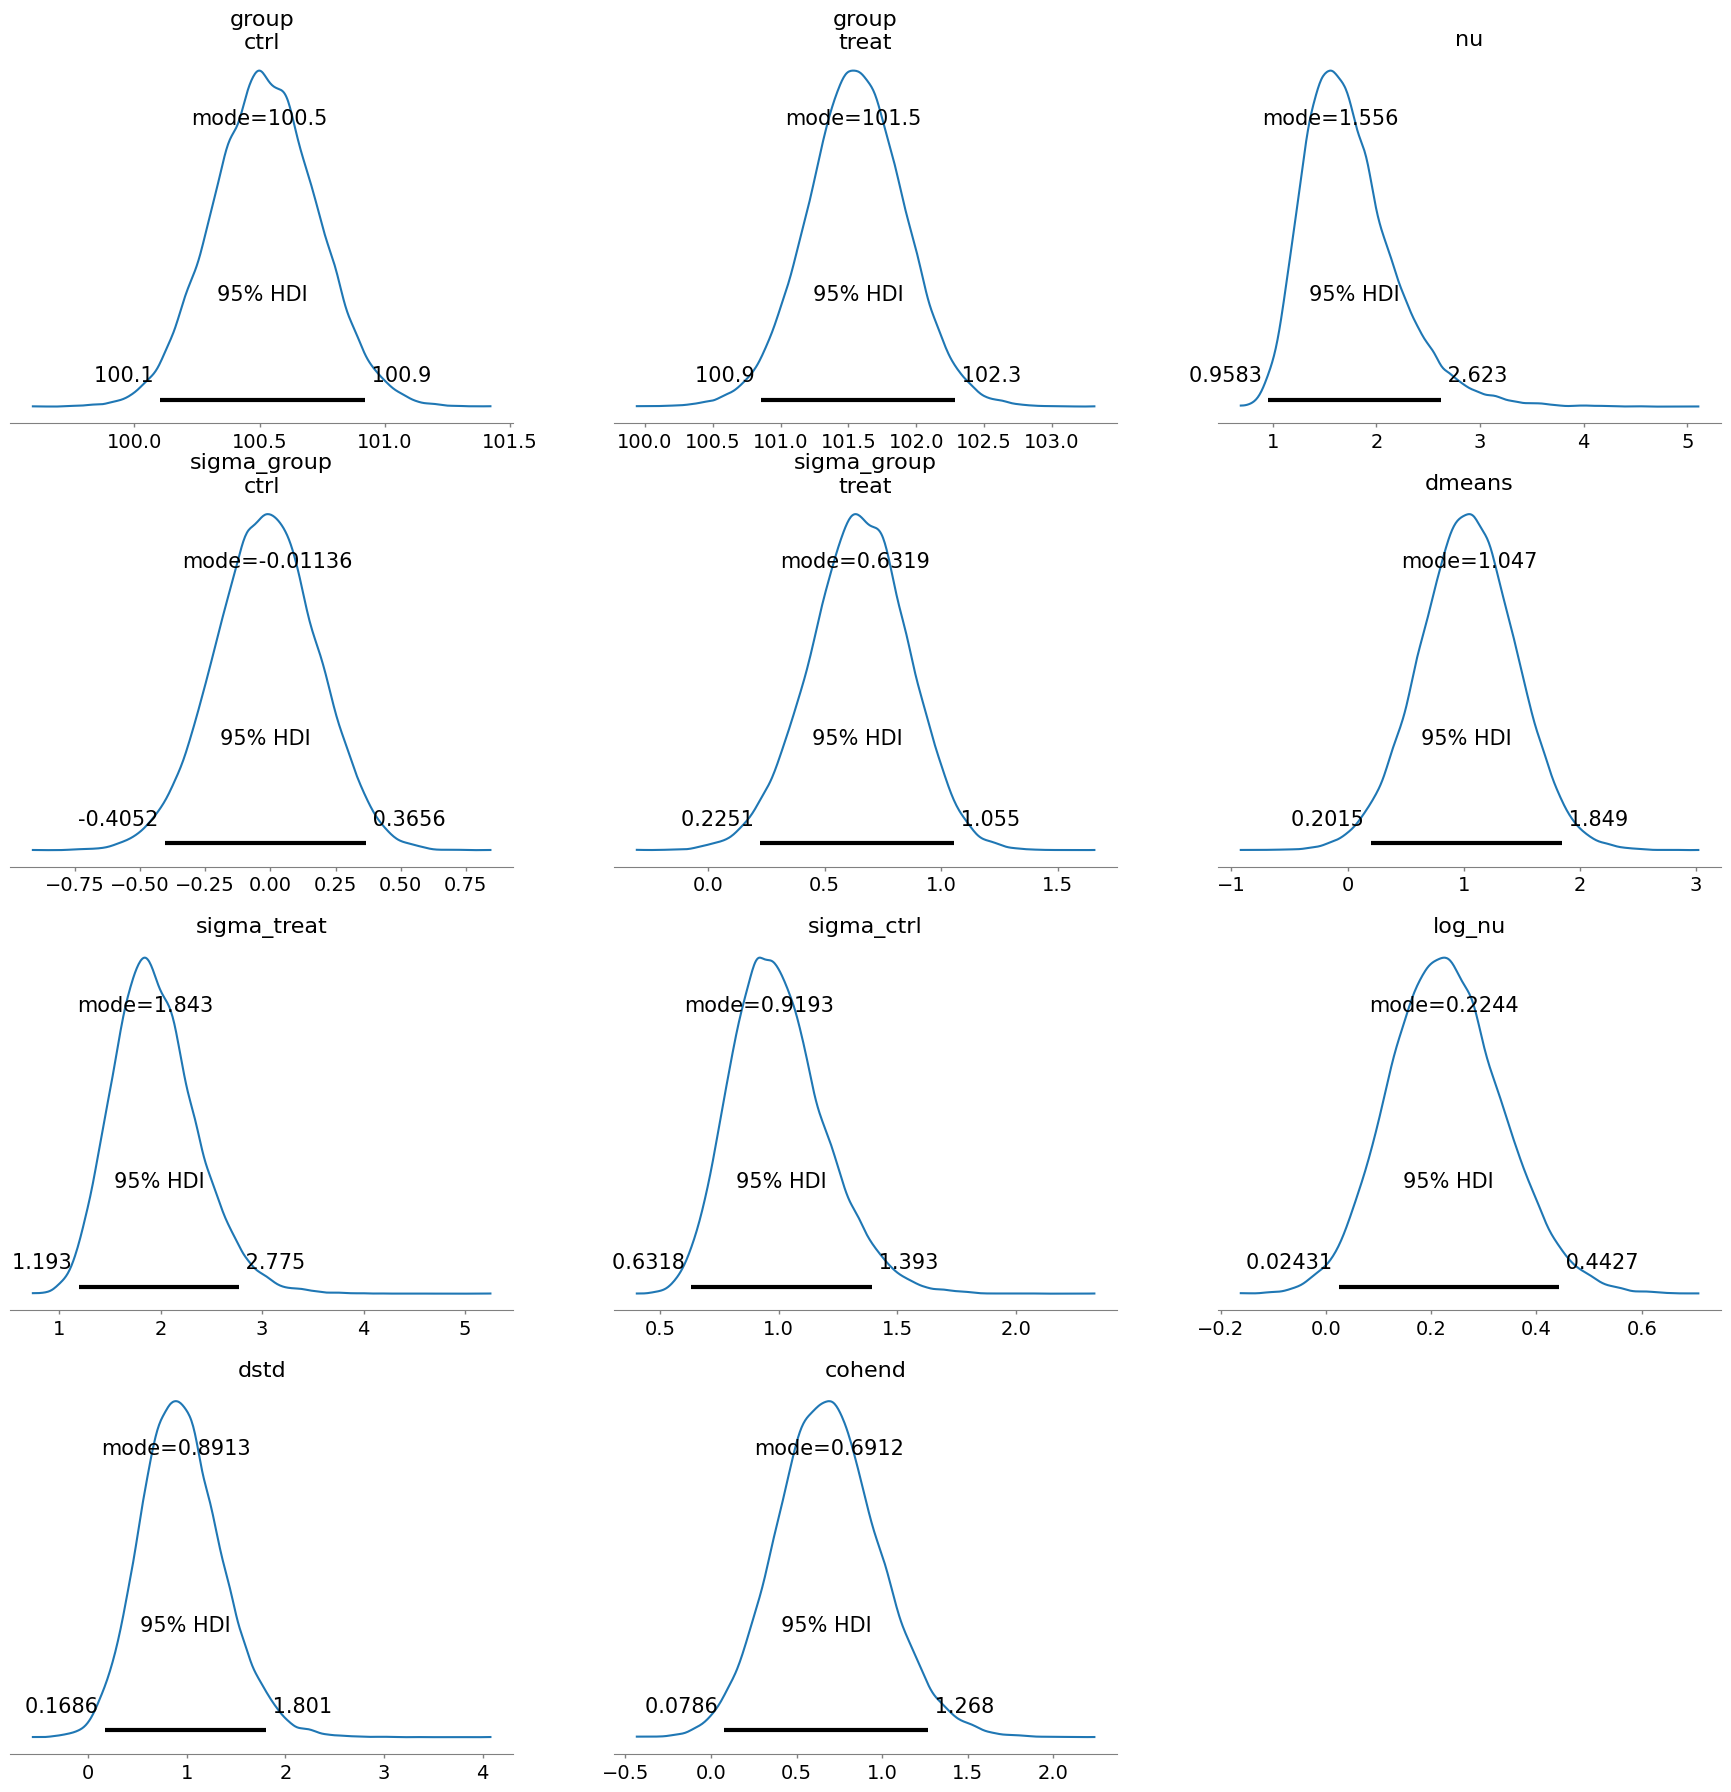 group
ctrl
mode=100.5
95% HDI
100.1
100.9
100.0 100.5 101.0 101.5
group
treat
mode=101.5
95% HDI
100.9
102.3
100.0 100.5 101.0 101.5 102.0 102.5 103.0
nu
mode=1.556
95% HDI
0.9583
2.623
1 2 3 4 5
sigma_group
ctrl
mode=-0.01136
95% HDI
-0.4052
0.3656
−0.75 −0.50 −0.25 0.00 0.25 0.50 0.75
sigma_group
treat
mode=0.6319
95% HDI
0.2251
1.055
0.0 0.5 1.0 1.5
dmeans
mode=1.047
95% HDI
0.2015
1.849
−1 0 1 2 3
sigma_treat
mode=1.843
95% HDI
1.193
2.775
1 2 3 4 5
sigma_ctrl
mode=0.9193
95% HDI
0.6318
1.393
0.5 1.0 1.5 2.0
log_nu
mode=0.2244
95% HDI
0.02431
0.4427
−0.2 0.0 0.2 0.4 0.6
dstd
mode=0.8913
95% HDI
0.1686
1.801
0 1 2 3 4
cohend
mode=0.6912
95% HDI
0.0786
1.268
−0.5 0.0 0.5 1.0 1.5 2.0